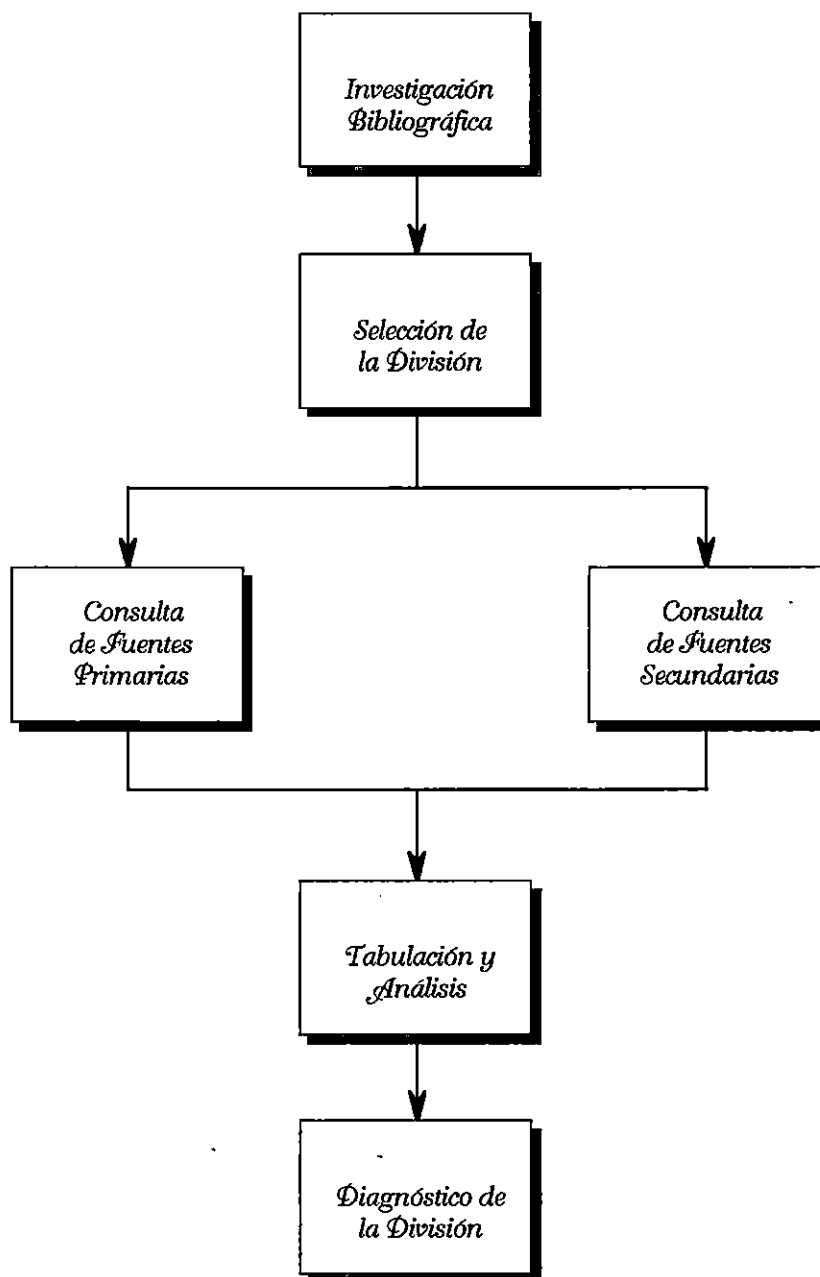 Investigación
Bibliográfica
Selección de
la División
Consulta
de Fuentes
Primarias
Consulta
de Fuentes
Secundarias
Tabulación y
Análisis
Diagnóstico de
la División